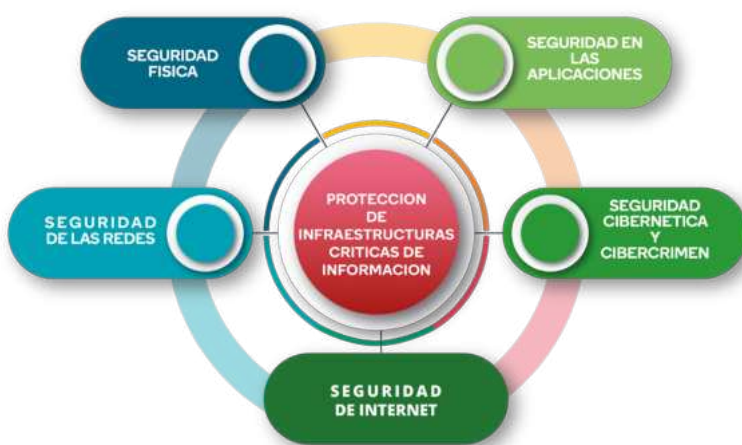 SEGURIDAD
FISICA
SEGURIDAD EN
LAS
APLICACIONES
SEGURIDAD
DE LAS REDES
PROTECCION
DE
INFRAESTRUCTURAS
CRITICAS DE
INFORMACION
SEGURIDAD
CIBERNETICA
Y
CIBERCRIMEN
SEGURIDAD
DE INTERNET